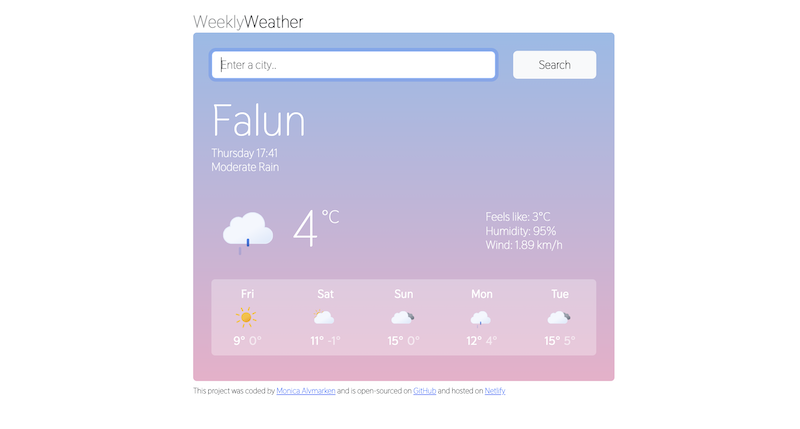 WeeklyWeather
Enter a city..
Search
Falun
Thursday 17:41
Moderate Rain
4 °C
Feels like: 3°C
Humidity: 95%
Wind: 1.89 km/h
Fri Sat Sun Mon Tue
9° 0° 11° -1° 15° 0° 12° 4° 15° 5°
This project was coded by Monica Alvmarken and is open-sourced on GitHub and hosted on Netlify